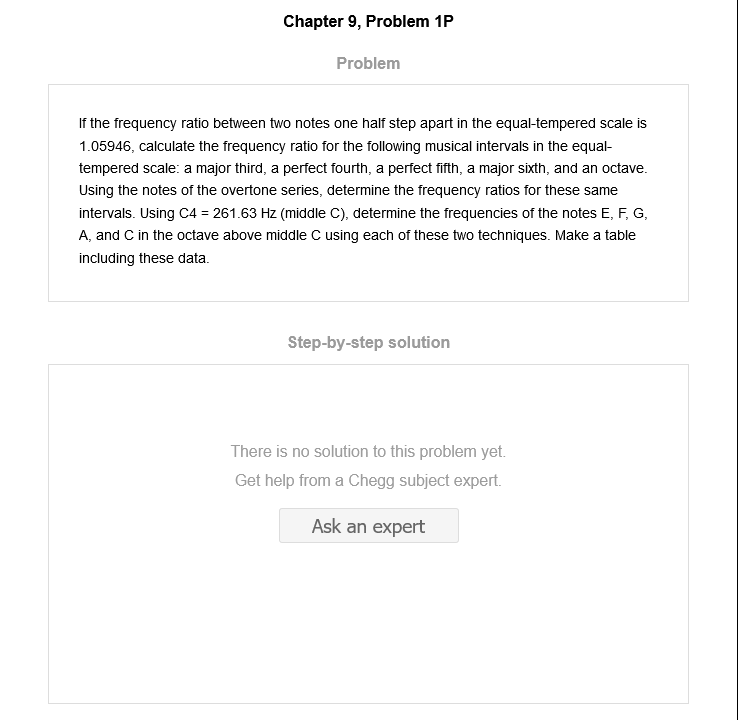 Chapter 9, Problem 1P
Problem
If the frequency ratio between two notes one half step apart in the equal-tempered scale is
1.05946, calculate the frequency ratio for the following musical intervals in the equal-
tempered scale: a major third, a perfect fourth, a perfect fifth, a major sixth, and an octave.
Using the notes of the overtone series, determine the frequency ratios for these same
intervals. Using C4 = 261.63 Hz (middle C), determine the frequencies of the notes E, F, G,
A, and C in the octave above middle C using each of these two techniques. Make a table
including these data.
Step-by-step solution
There is no solution to this problem yet.
Get help from a Chegg subject expert.
Ask an expert